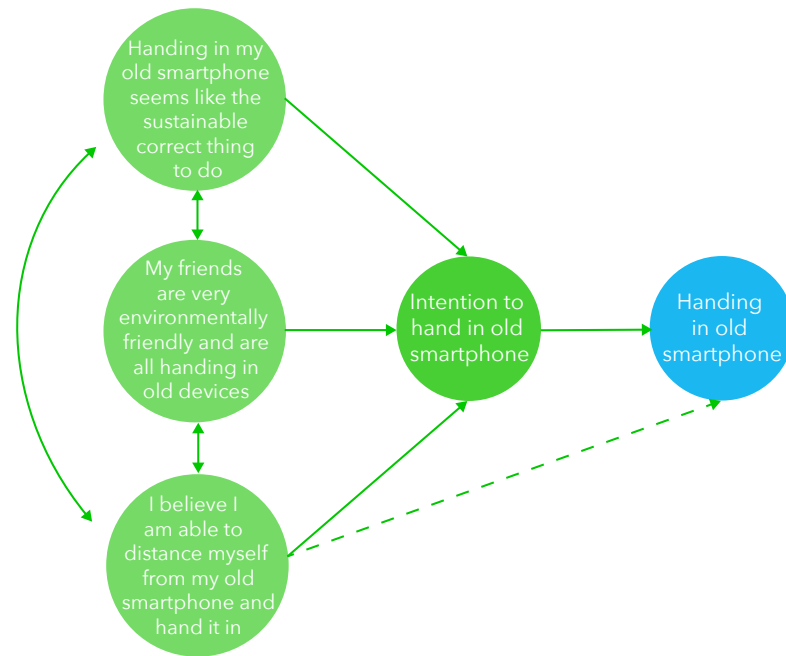 Handing in my
old smartphone
seems like the
sustainable
correct thing
to do
My friends
are very
environmentally
friendly and are
all handing in
old devices
I believe I
am able to
distance myself
from my old
smartphone and
hand it in
Intention to
hand in old
smartphone
Handing
in old
smartphone